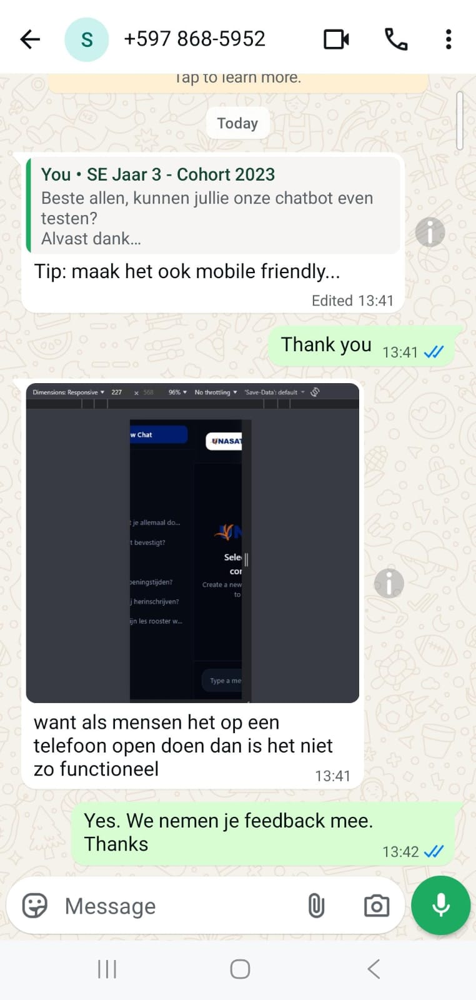 S
+597 868-5952
Tap to learn more.
Today
You • SE Jaar 3 - Cohort 2023
Beste allen, kunnen jullie onze chatbot even
testen?
Alvast dank...
Tip: maak het ook mobile friendly...
Edited 13:41
Thank you
13:41
Dimensions: Responsive 227 x 568 96% No throttling 'Save-Data': default
w Chat
UNASAT
t je allemaal do...
t bevestigt?
Sele
cor
Create a new
to
peningstijden?
j herinschrijven?
ijn les rooster w...
Type a me
want als mensen het op een
telefoon open doen dan is het niet
zo functioneel
13:41
Yes. We nemen je feedback mee.
Thanks
13:42
Message